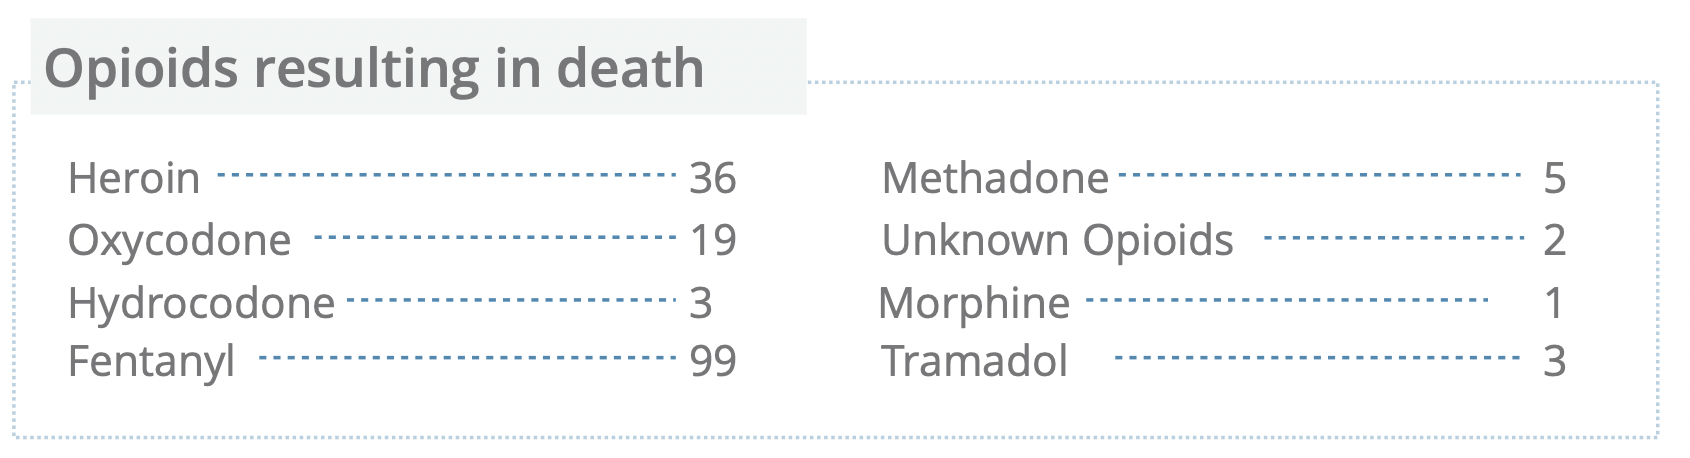 Opioids resulting in death
Heroin 36
Oxycodone 19
Hydrocodone 3
Fentanyl 99
Methadone 5
Unknown Opioids 2
Morphine 1
Tramadol 3